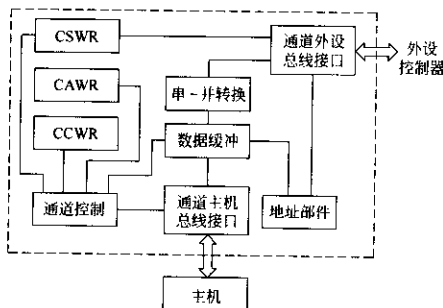 CSWR
CAWR
CCWR
通道控制
串-并转换
数据缓冲
通道主机
总线接口
通道外设
总线接口
地址部件
外设
控制器
主机